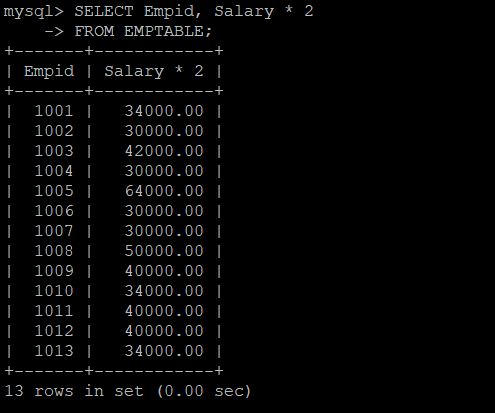 mysql> SELECT Empid, Salary * 2
    -> FROM EMPTABLE;
+-------+------------+
| Empid | Salary * 2 |
+-------+------------+
|  1001 |   34000.00 |
|  1002 |   30000.00 |
|  1003 |   42000.00 |
|  1004 |   30000.00 |
|  1005 |   64000.00 |
|  1006 |   30000.00 |
|  1007 |   30000.00 |
|  1008 |   50000.00 |
|  1009 |   40000.00 |
|  1010 |   34000.00 |
|  1011 |   40000.00 |
|  1012 |   40000.00 |
|  1013 |   34000.00 |
+-------+------------+
13 rows in set (0.00 sec)